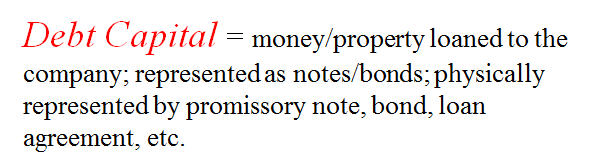 Debt Capital = money/property loaned to the
company; represented as notes/bonds; physically
represented by promissory note, bond, loan
agreement, etc.